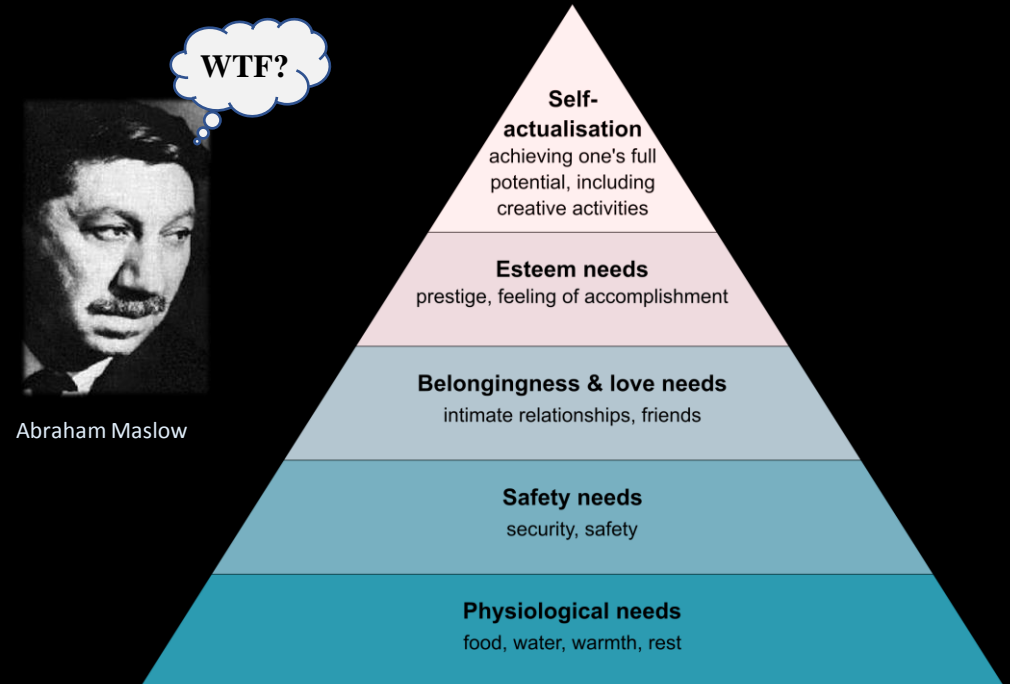 WTF?
Abraham Maslow
Self-
actualisation
achieving one's full
potential, including
creative activities
Esteem needs
prestige, feeling of accomplishment
Belongingness & love needs
intimate relationships, friends
Safety needs
security, safety
Physiological needs
food, water, warmth, rest